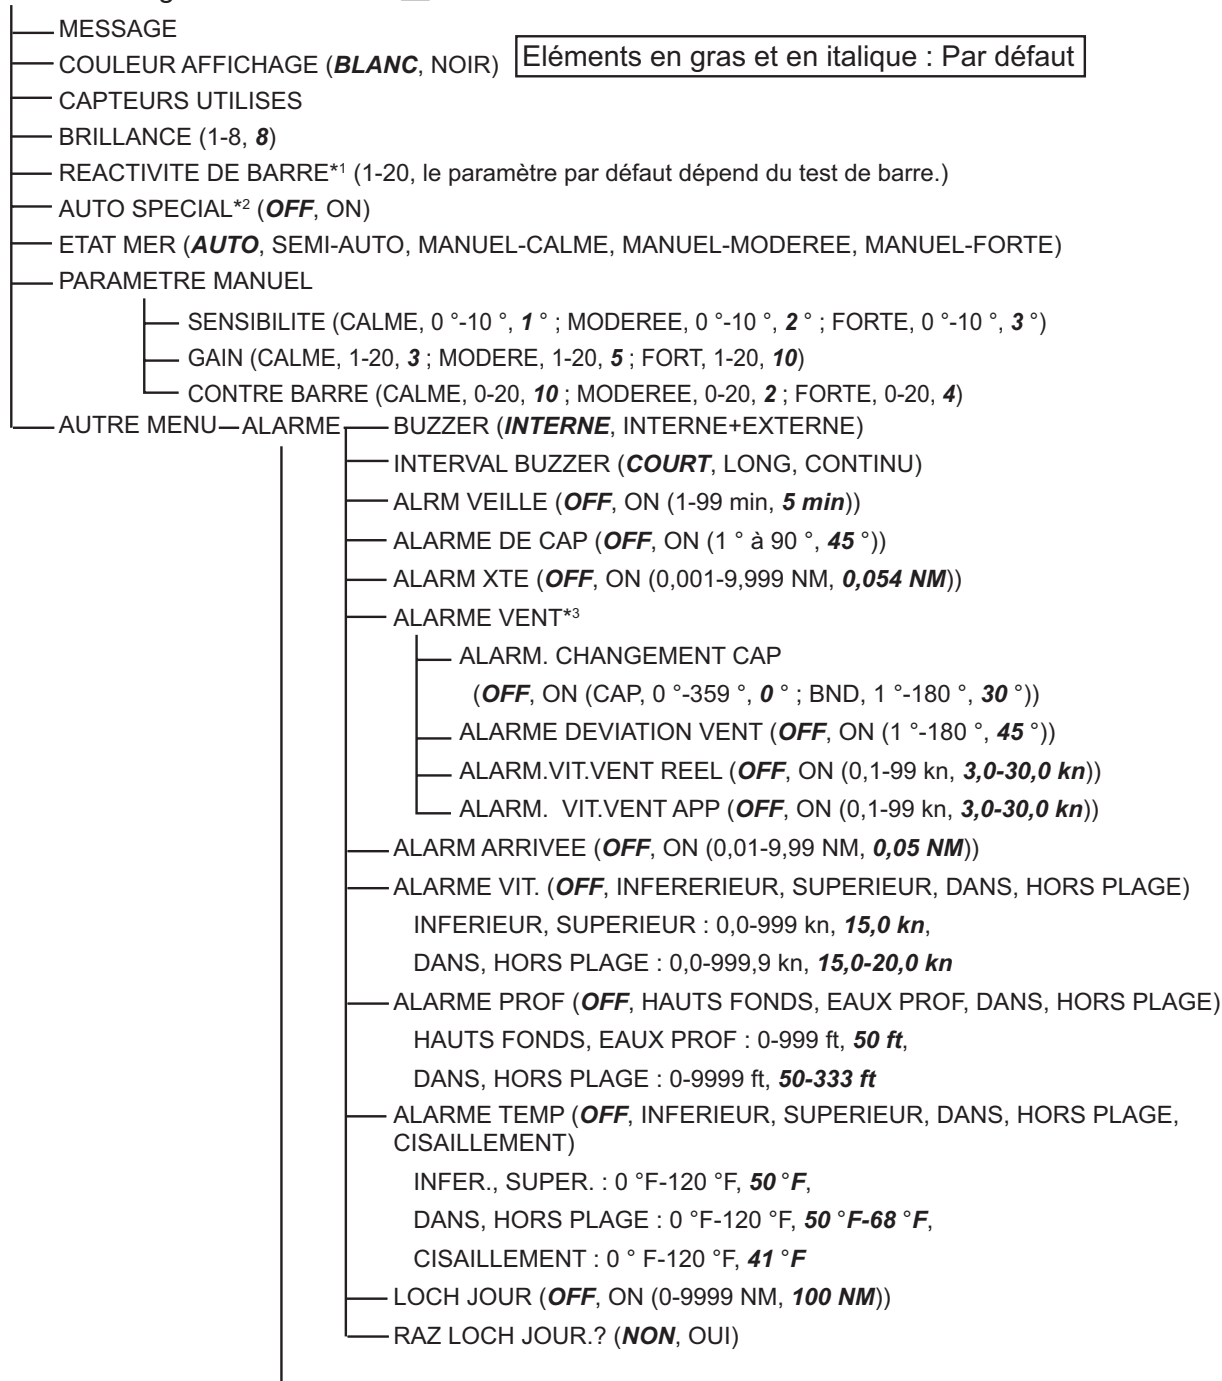 MESSAGE
COULEUR AFFICHAGE (BLANC, NOIR)
Eléments en gras et en italique : Par défaut
CAPTEURS UTILISES
BRILLANCE (1-8, 8)
REACTIVITE DE BARRE*1 (1-20, le paramètre par défaut dépend du test de barre.)
AUTO SPECIAL*2 (OFF, ON)
ETAT MER (AUTO, SEMI-AUTO, MANUEL-CALME, MANUEL-MODEREE, MANUEL-FORTE)
PARAMETRE MANUEL
SENSIBILITE (CALME, 0 °-10 °, 1 ° ; MODEREE, 0 °-10 °, 2 ° ; FORTE, 0 °-10 °, 3 °)
GAIN (CALME, 1-20, 3 ; MODERE, 1-20, 5 ; FORT, 1-20, 10)
CONTRE BARRE (CALME, 0-20, 10 ; MODEREE, 0-20, 2 ; FORTE, 0-20, 4)
AUTRE MENU ALARME BUZZER (INTERNE, INTERNE+EXTERNE)
INTERVAL BUZZER (COURT, LONG, CONTINU)
ALRM VEILLE (OFF, ON (1-99 min, 5 min))
ALARME DE CAP (OFF, ON (1 ° à 90 °, 45 °))
ALARM XTE (OFF, ON (0,001-9,999 NM, 0,054 NM))
ALARME VENT*3
ALARM. CHANGEMENT CAP
(OFF, ON (CAP, 0 °-359 °, 0 ° ; BND, 1 °-180 °, 30 °))
ALARME DEVIATION VENT (OFF, ON (1 °-180 °, 45 °))
ALARM.VIT.VENT REEL (OFF, ON (0,1-99 kn, 3,0-30,0 kn))
ALARM. VIT.VENT APP (OFF, ON (0,1-99 kn, 3,0-30,0 kn))
ALARM ARRIVEE (OFF, ON (0,01-9,99 NM, 0,05 NM))
ALARME VIT. (OFF, INFERERIEUR, SUPERIEUR, DANS, HORS PLAGE)
INFERIEUR, SUPERIEUR : 0,0-999 kn, 15,0 kn,
DANS, HORS PLAGE : 0,0-999,9 kn, 15,0-20,0 kn
ALARME PROF (OFF, HAUTS FONDS, EAUX PROF, DANS, HORS PLAGE)
HAUTS FONDS, EAUX PROF : 0-999 ft, 50 ft,
DANS, HORS PLAGE : 0-9999 ft, 50-333 ft
ALARME TEMP (OFF, INFERIEUR, SUPERIEUR, DANS, HORS PLAGE,
CISAILLEMENT)
INFER., SUPER. : 0 °F-120 °F, 50 °F,
DANS, HORS PLAGE : 0 °F-120 °F, 50 °F-68 °F,
CISAILLEMENT : 0 ° F-120 °F, 41 °F
LOCH JOUR (OFF, ON (0-9999 NM, 100 NM))
RAZ LOCH JOUR.? (NON, OUI)